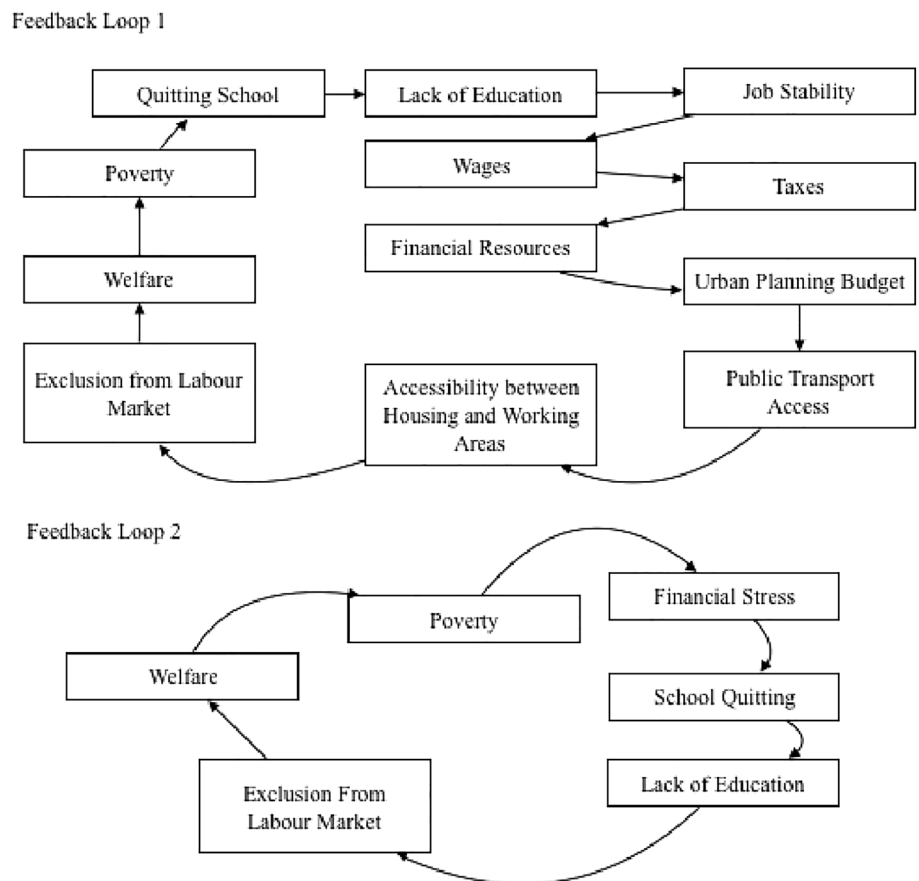 Feedback Loop 1
Quitting School
Lack of Education
Job Stability
Poverty
Wages
Taxes
Welfare
Financial Resources
Urban Planning Budget
Exclusion from Labour
Market
Accessibility between
Housing and Working
Areas
Public Transport
Access
Feedback Loop 2
Poverty
Financial Stress
Welfare
School Quitting
Exclusion From
Labour Market
Lack of Education